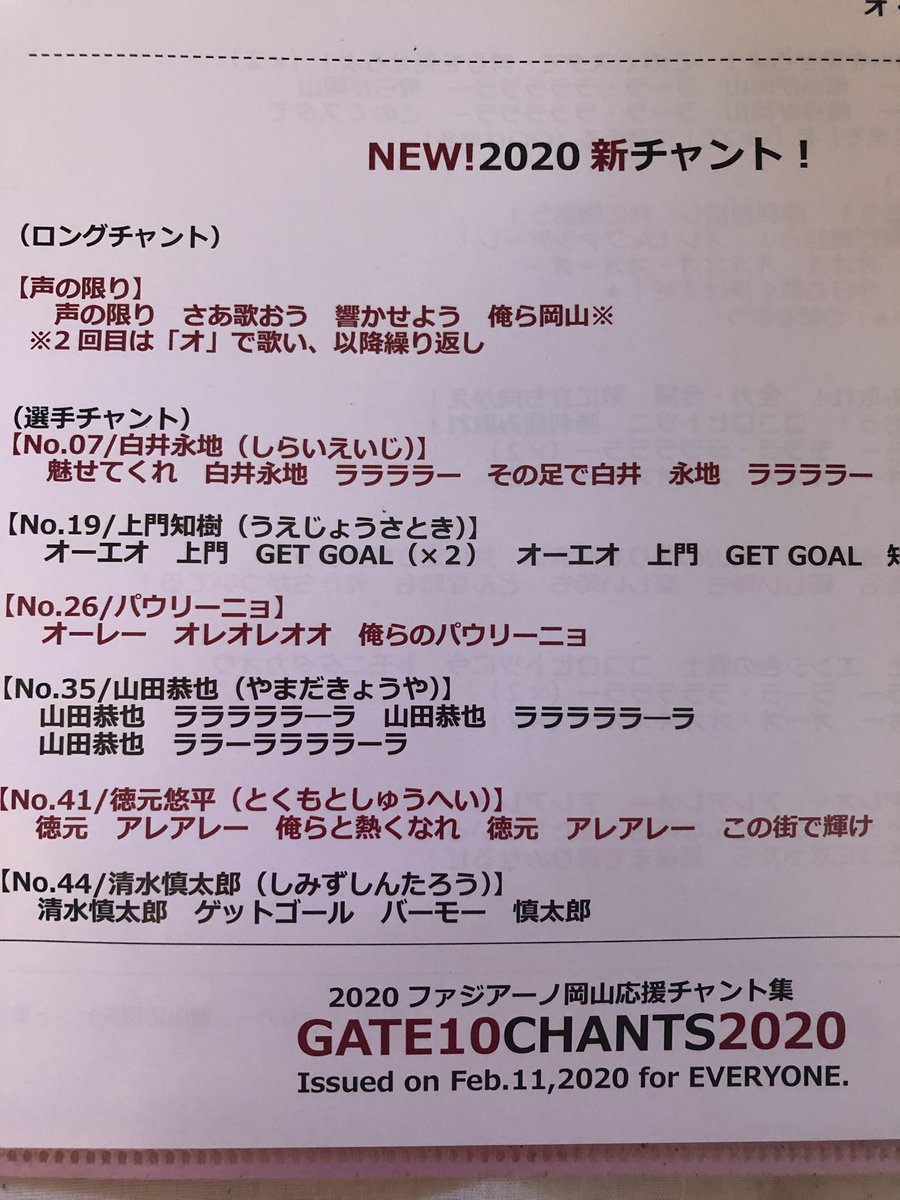 NEW!2020 新チャント！
（ロングチャント）
【声の限り】
声の限り　さあ歌おう　響かせよう　俺ら岡山※
※２回目は「オ」で歌い、以降繰り返し
（選手チャント）
【No.07/白井永地（しらいえいじ）】
魅せてくれ　白井永地　ララララー　その足で白井　永地　ララララー
【No.19/上門知樹（うえじょうさとき）】
オーエオ　上門　GET GOAL（×２）　オーエオ　上門　GET GOAL　知
【No.26/パウリーニョ】
オーレー　オレオレオオ　俺らのパウリーニョ
【No.35/山田恭也（やまだきょうや）】
山田恭也　ララララララ―ラ　山田恭也　ララララララ―ラ
山田恭也　ララーララララーラ
【No.41/徳元悠平（とくもとしゅうへい）】
徳元　アレアレー　俺らと熱くなれ　徳元　アレアレー　この街で輝け
【No.44/清水慎太郎（しみずしんたろう）】
清水慎太郎　ゲットゴール　バーモー　慎太郎
2020 ファジアーノ岡山応援チャント集
GATE10CHANTS2020
Issued on Feb.11,2020 for EVERYONE.